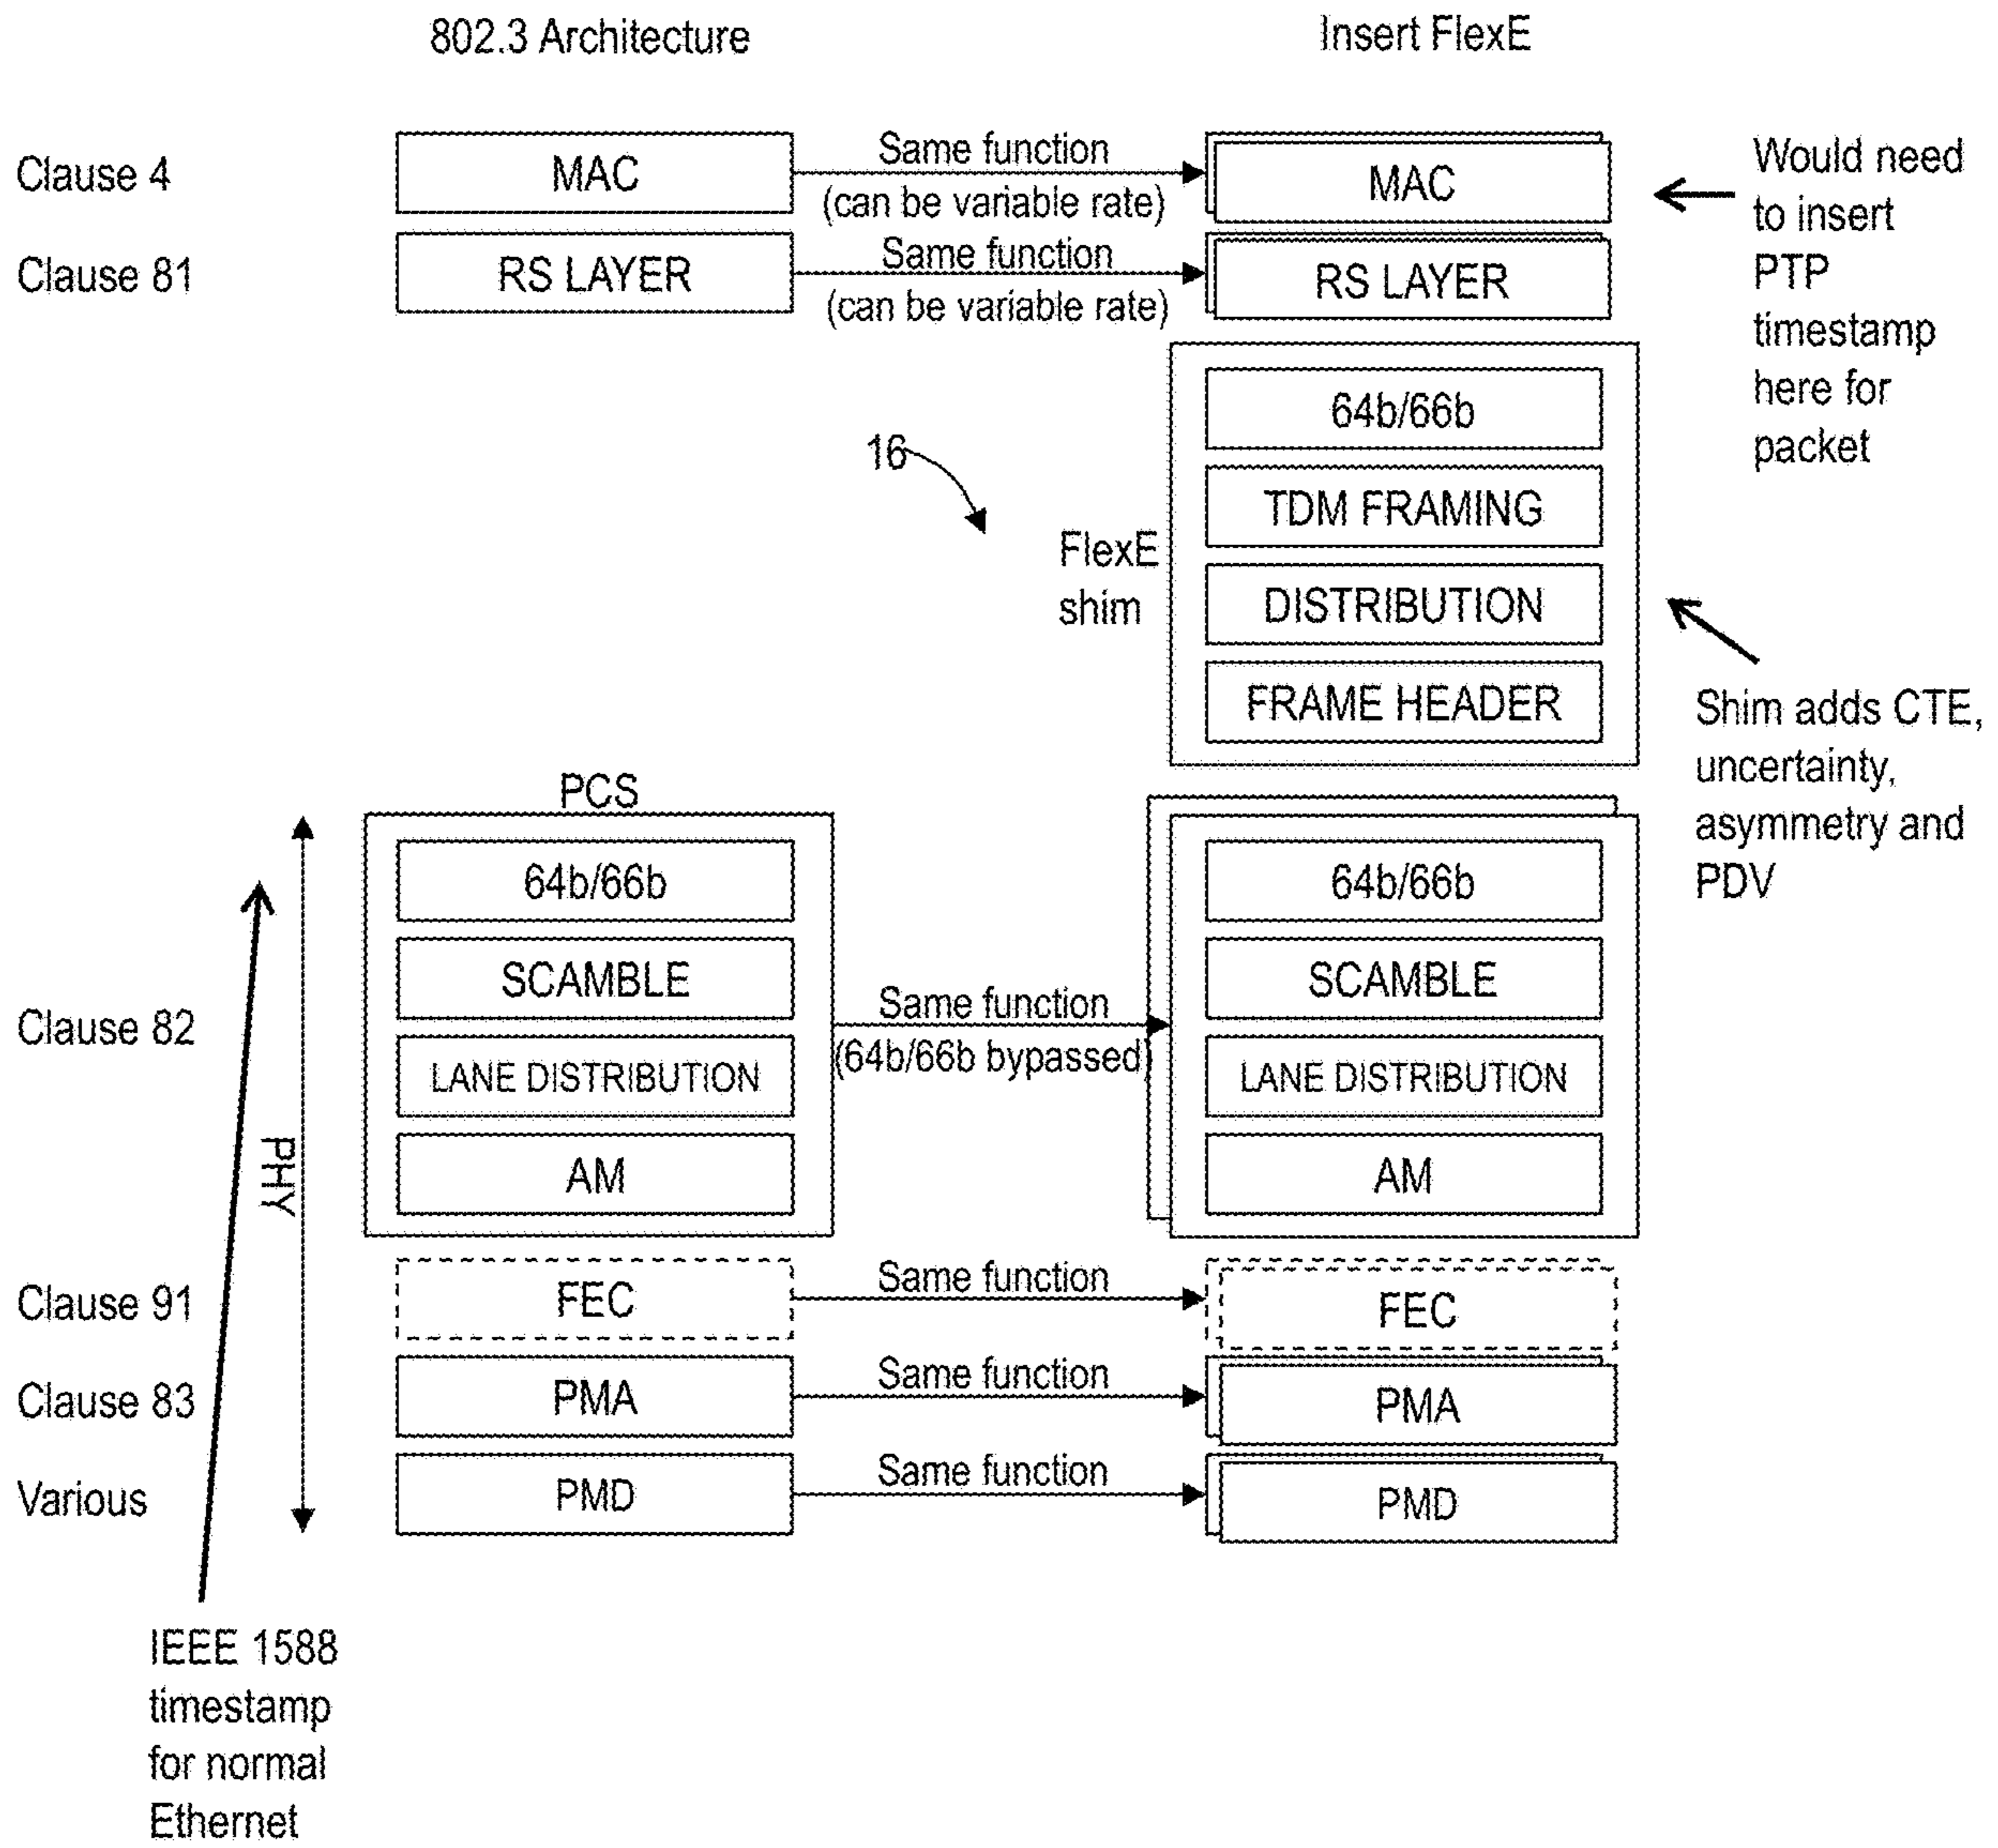 802.3 Architecture
Insert FlexE
Clause 4
MAC
Same function
(can be variable rate)
MAC
Would need
to insert
PTP
timestamp
here for
packet
Clause 81
RS LAYER
Same function
(can be variable rate)
RS LAYER
16
FlexE
shim
64b/66b
TDM FRAMING
DISTRIBUTION
FRAME HEADER
Shim adds CTE,
uncertainty,
asymmetry and
PDV
PCS
PHY
Clause 82
64b/66b
SCAMBLE
LANE DISTRIBUTION
AM
Same function
(64b/66b bypassed)
64b/66b
SCAMBLE
LANE DISTRIBUTION
AM
Clause 91
FEC
Same function
FEC
Clause 83
PMA
Same function
PMA
Various
PMD
Same function
PMD
IEEE 1588
timestamp
for normal
Ethernet